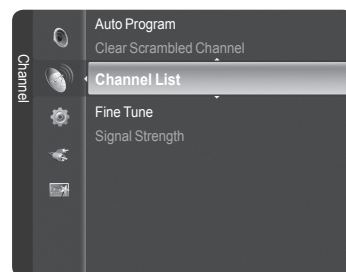 Channel
Auto Program
Clear Scrambled Channel
Channel List
Fine Tune
Signal Strength